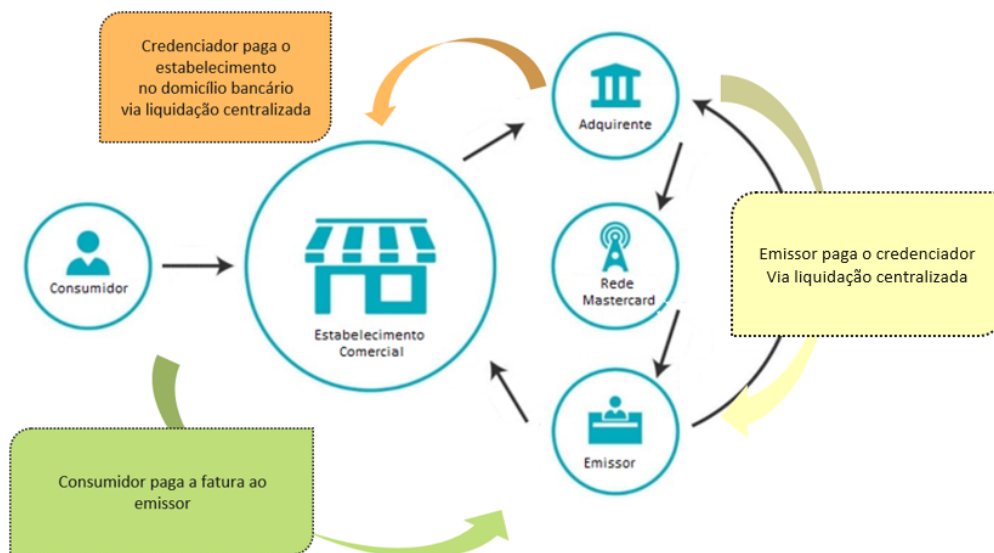 Credenciador paga o
estabelecimento
no domicílio bancário
via liquidação centralizada
Adquirente
Consumidor
Estabelecimento
Comercial
Rede
Mastercard
Emissor paga o credenciador
Via liquidação centralizada
Emissor
Consumidor paga a fatura ao
emissor